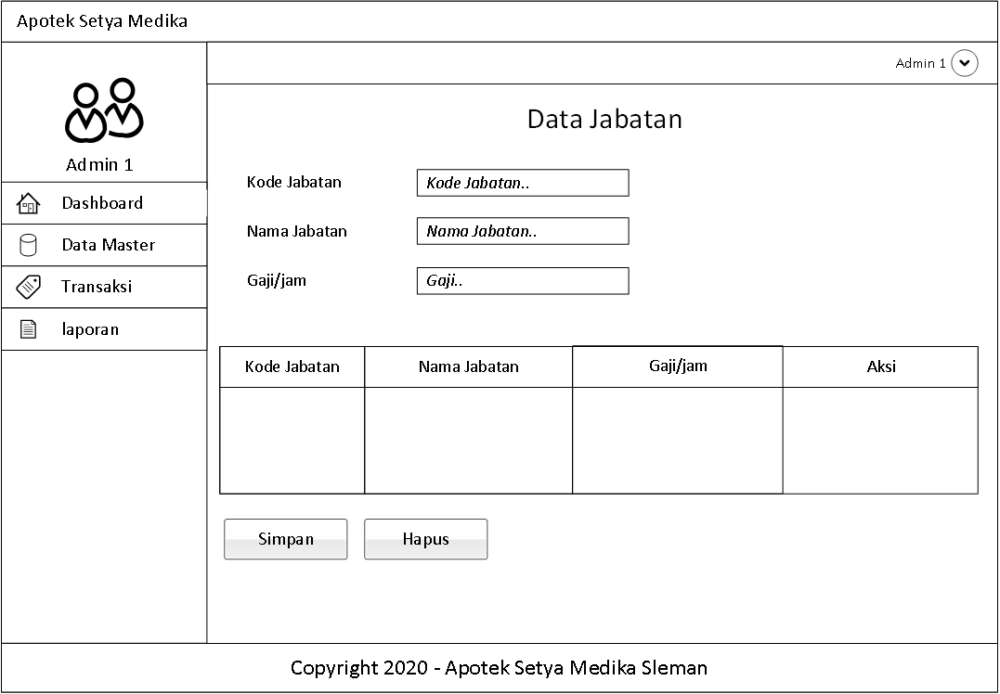 Apotek Setya Medika
Admin 1
Admin 1
Dashboard
Data Master
Transaksi
laporan
Data Jabatan
Kode Jabatan Kode Jabatan..
Nama Jabatan Nama Jabatan..
Gaji/jam Gaji..
Kode Jabatan Nama Jabatan Gaji/jam Aksi
Simpan Hapus
Copyright 2020 - Apotek Setya Medika Sleman